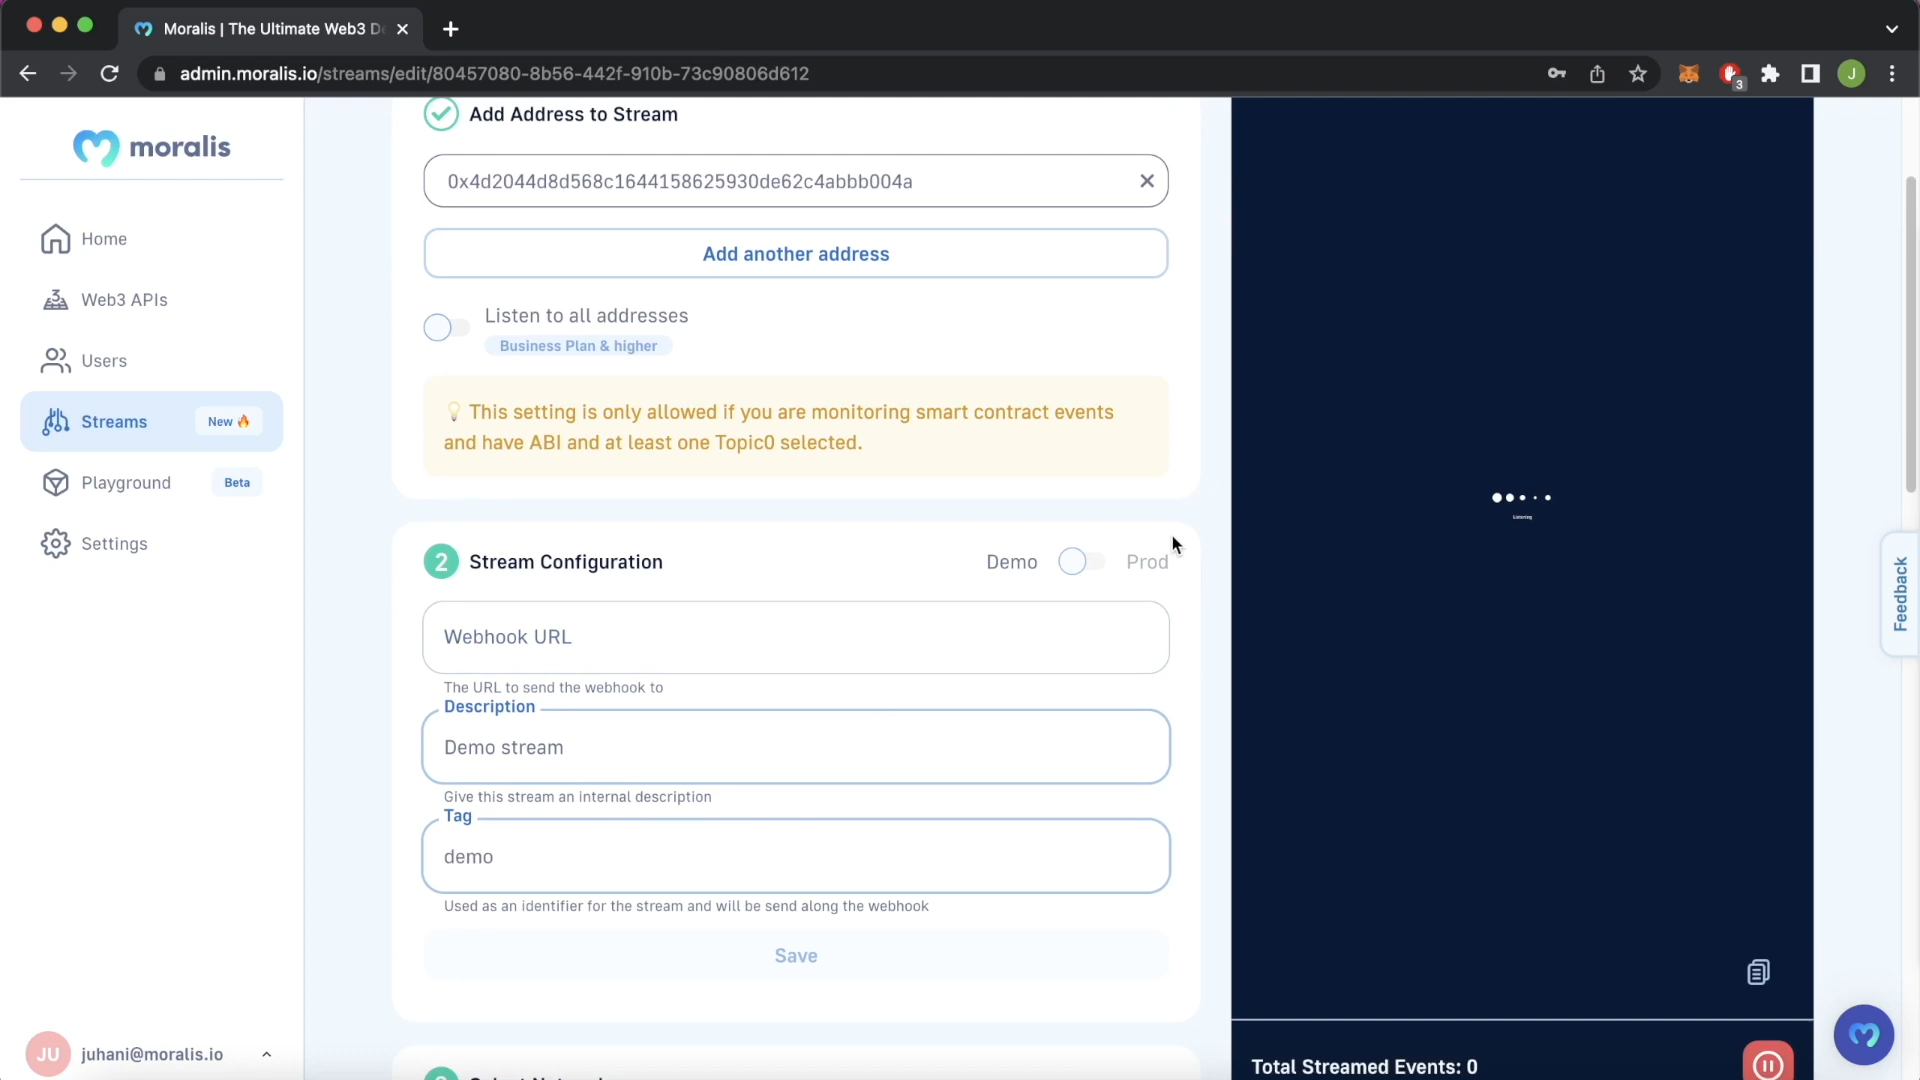 Moralis | The Ultimate Web3 De
admin.moralis.io/streams/edit/80457080-8b56-442f-910b-73c90806d612
3
J
moralis
Home
Web3 APIs
Users
Streams New 🔥
Playground Beta
Settings
JU juhani@moralis.io
Add Address to Stream
0x4d2044d8d568c1644158625930de62c4abbb004a
Add another address
Listen to all addresses
Business Plan & higher
💡 This setting is only allowed if you are monitoring smart contract events
and have ABI and at least one Topic0 selected.
2 Stream Configuration Demo Prod
Webhook URL
The URL to send the webhook to
Description
Demo stream
Give this stream an internal description
Tag
demo
Used as an identifier for the stream and will be send along the webhook
Save
Listening
Total Streamed Events: 0
Feedback